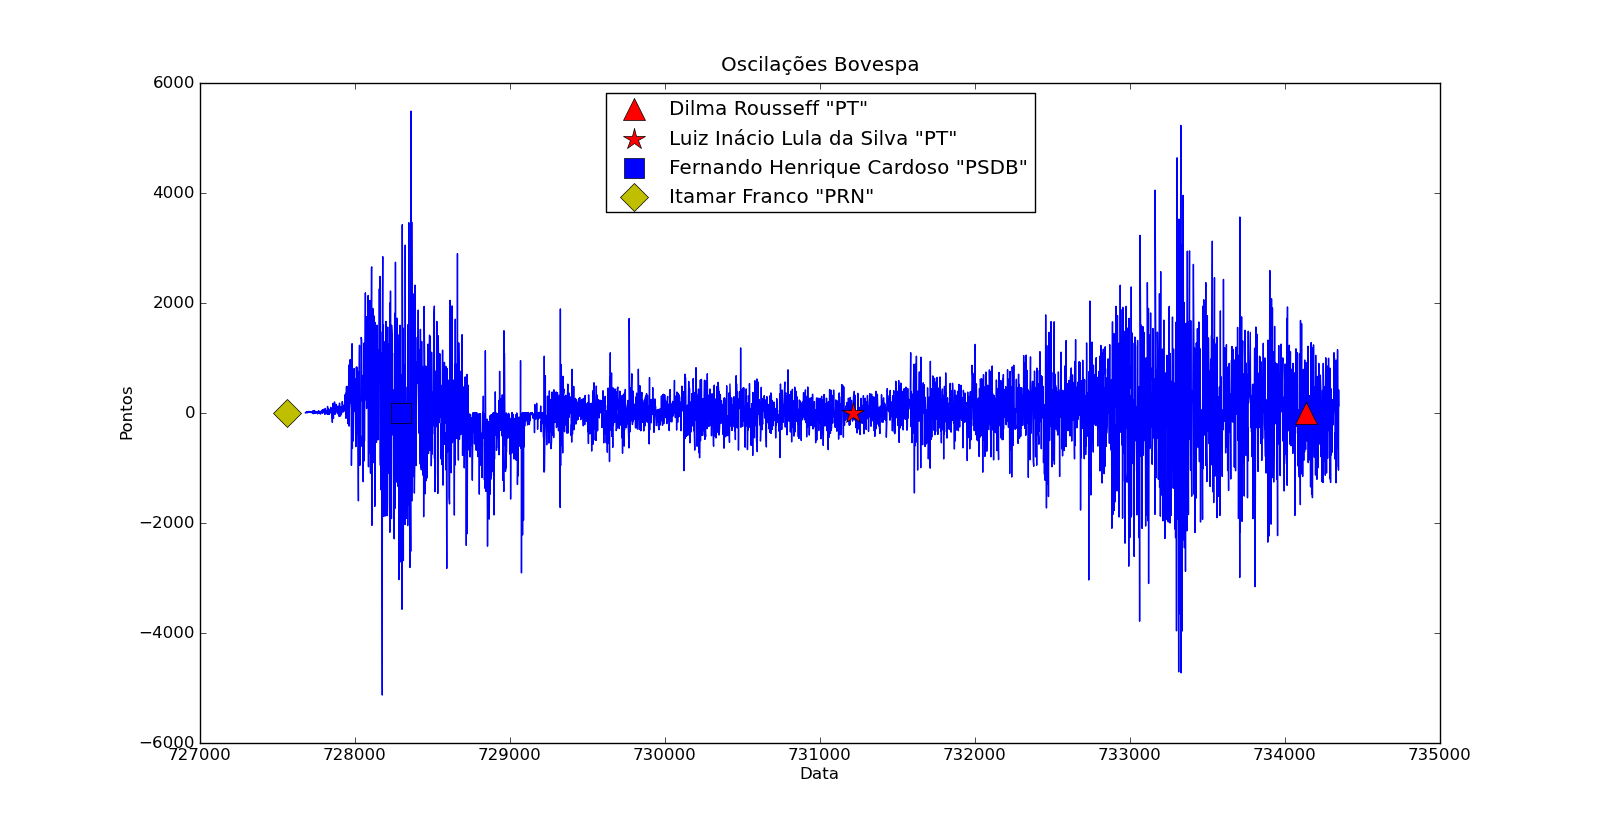 Oscilações Bovespa
Dilma Rousseff "PT"
Luiz Inácio Lula da Silva "PT"
Fernando Henrique Cardoso "PSDB"
Itamar Franco "PRN"
6000
4000
2000
0
−2000
−4000
−6000
Pontos
727000 728000 729000 730000 731000 732000 733000 734000 735000
Data